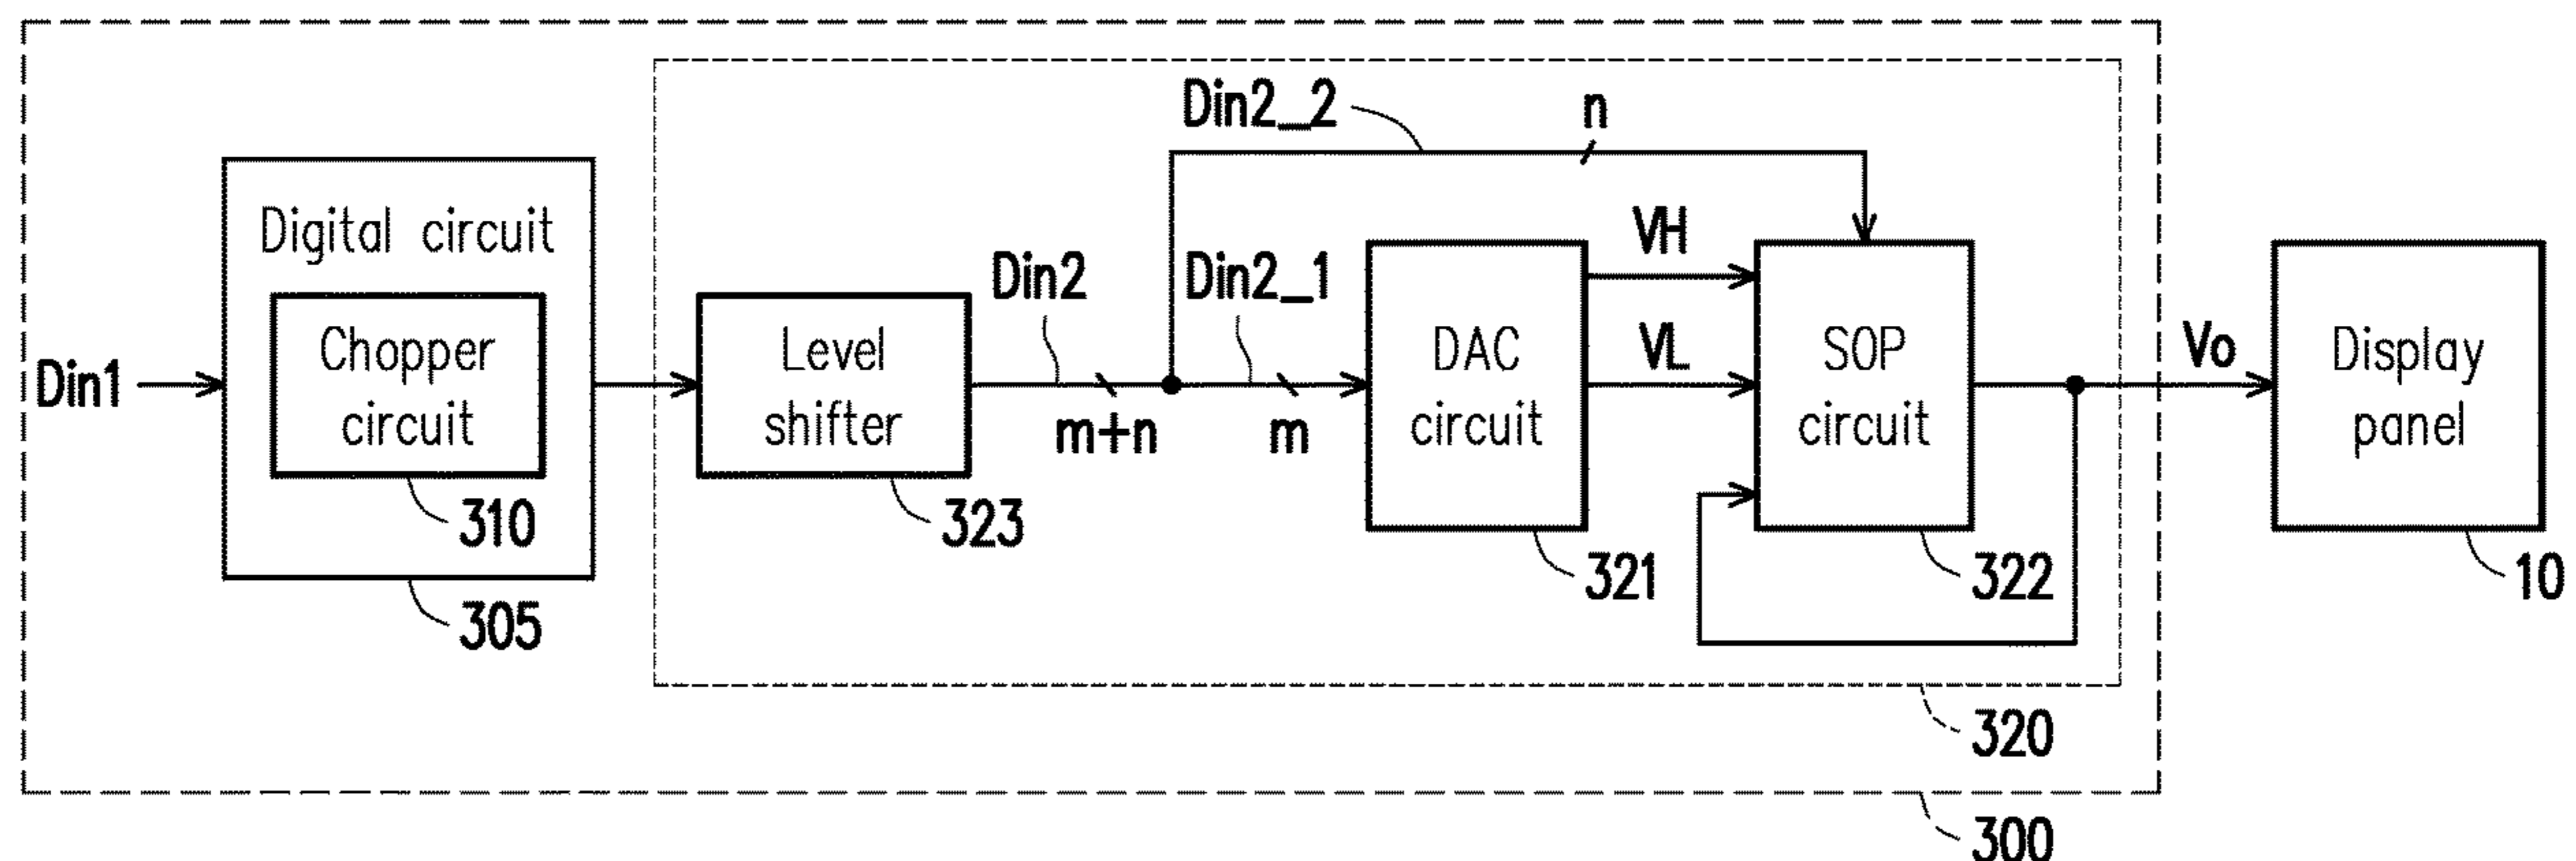 Din2_2
n
Digital circuit
VH
Din2
Din2_1
Chopper
circuit
Level
shifter
DAC
circuit
VL
SOP
circuit
Vo
Display
panel
Din1
m+n
m
310
323
321
322
10
305
320
300